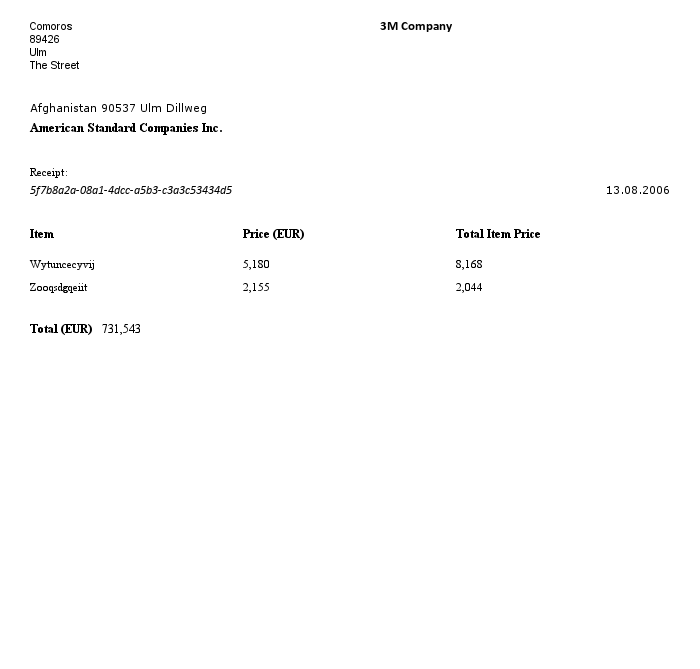 Comoros
3M Company
89426
Ulm
The Street
Afghanistan 90537 Ulm Dillweg
American Standard Companies Inc.
Receipt:
5f7b8a2a-08a1-4dcc-a5b3-c3a3c53434d5
13.08.2006
Item Price (EUR) Total Item Price
Wytuncecyvij 5,180 8,168
Zooqsdgqeiit 2,155 2,044
Total (EUR) 731,543